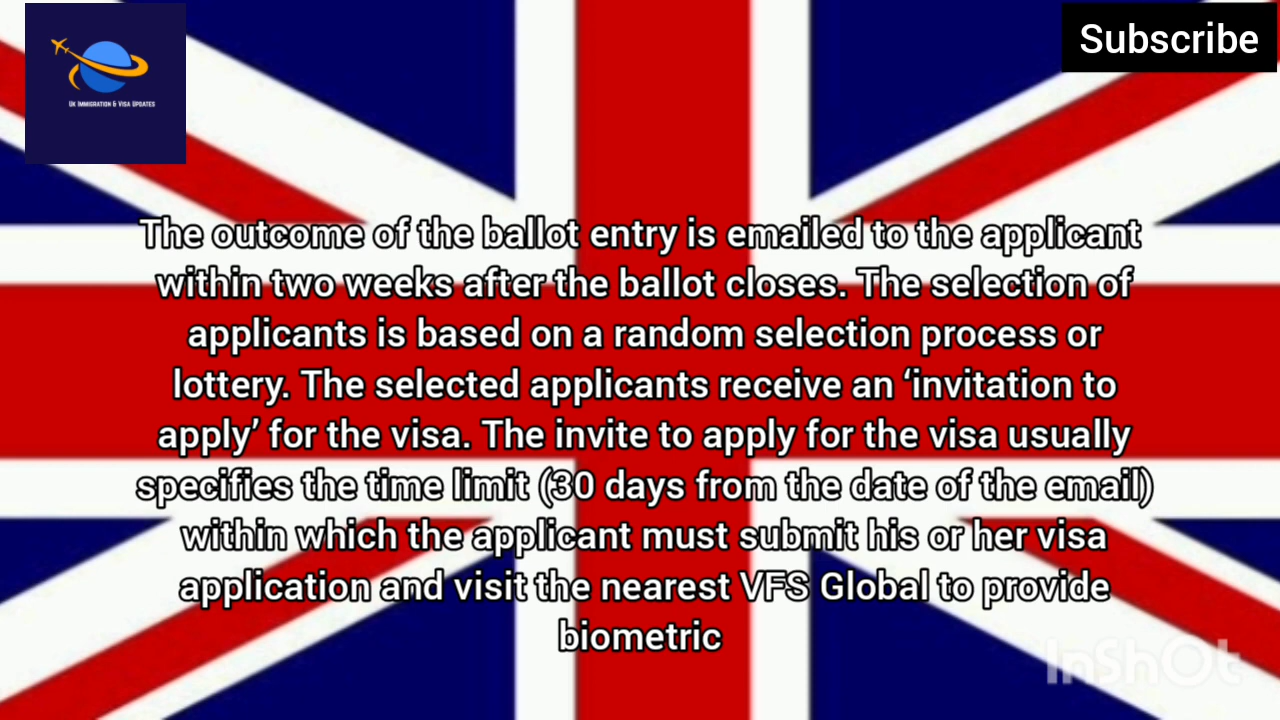 UK Immigration & Visa Updates
Subscribe
The outcome of the ballot entry is emailed to the applicant
within two weeks after the ballot closes. The selection of
applicants is based on a random selection process or
lottery. The selected applicants receive an ‘invitation to
apply’ for the visa. The invite to apply for the visa usually
specifies the time limit (30 days from the date of the email)
within which the applicant must submit his or her visa
application and visit the nearest VFS Global to provide
biometric
InShOt